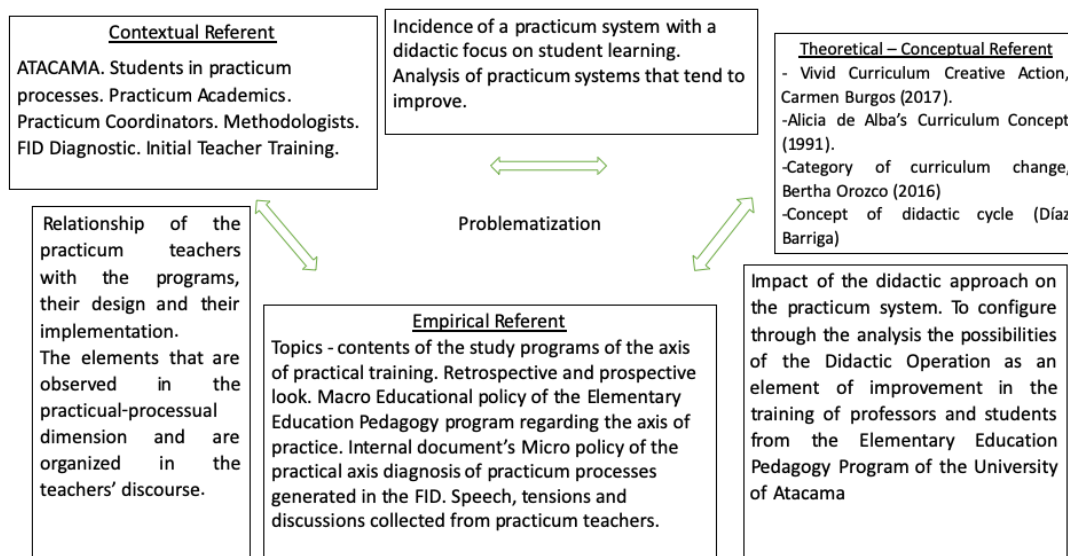 Contextual Referent
ATACAMA. Students in practicum
processes. Practicum Academics.
Practicum Coordinators. Methodologists.
FID Diagnostic. Initial Teacher Training.
Incidence of a practicum system with a
didactic focus on student learning.
Analysis of practicum systems that tend to
improve.
Theoretical – Conceptual Referent
- Vivid Curriculum Creative Action,
Carmen Burgos (2017).
-Alicia de Alba's Curriculum Concept
(1991).
-Category of curriculum change,
Bertha Orozco (2016)
-Concept of didactic cycle (Díaz
Barriga)
Problematization
Relationship of the
practicum teachers
with the programs,
their design and their
implementation.
The elements that are
observed in the
practicual-processual
dimension and are
organized in the
teachers' discourse.
Empirical Referent
Topics - contents of the study programs of the axis
of practical training. Retrospective and prospective
look. Macro Educational policy of the Elementary
Education Pedagogy program regarding the axis of
practice. Internal document's Micro policy of the
practical axis diagnosis of practicum processes
generated in the FID. Speech, tensions and
discussions collected from practicum teachers.
Impact of the didactic approach on
the practicum system. To configure
through the analysis the possibilities
of the Didactic Operation as an
element of improvement in the
training of professors and students
from the Elementary Education
Pedagogy Program of the University
of Atacama